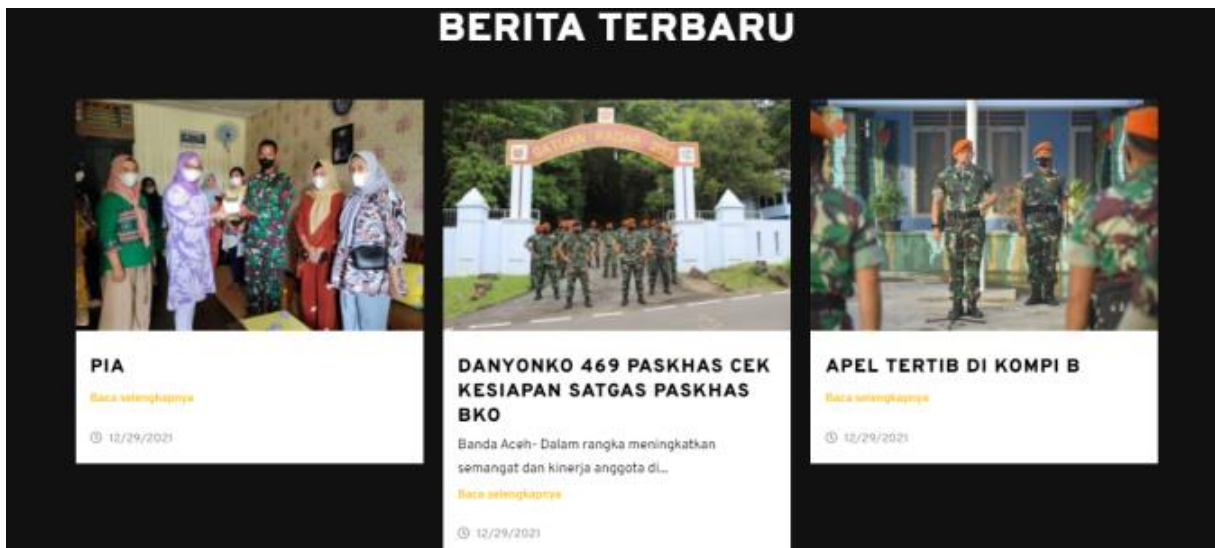 BERITA TERBARU
PIA
Baca selengkapnya
12/29/2021
SATUAN RADAR
DANYONKO 469 PASKHAS CEK
KESIAPAN SATGAS PASKHAS
BKO
Banda Aceh- Dalam rangka meningkatkan
semangat dan kinerja anggota di...
Baca selengkapnya
12/29/2021
APEL TERTIB DI KOMPI B
Baca selengkapnya
12/29/2021